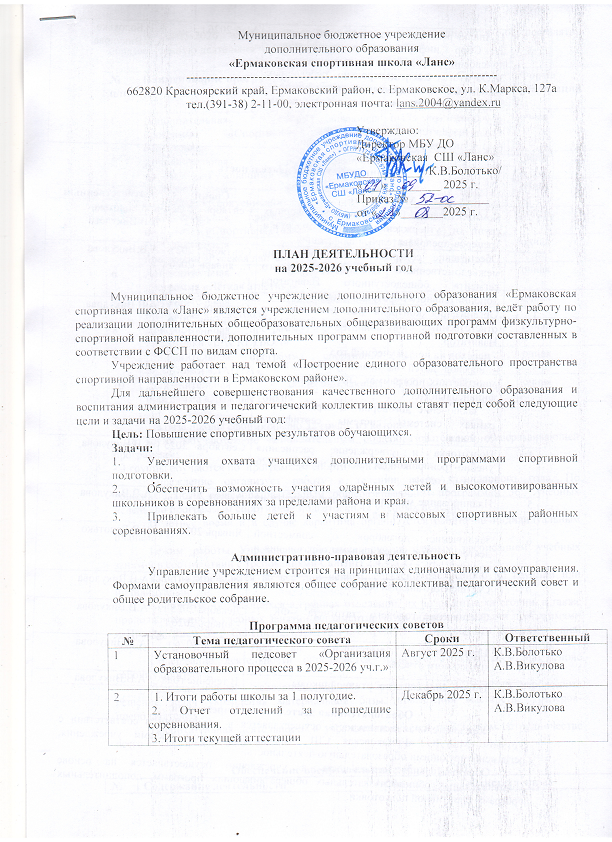 Муниципальное бюджетное учреждение
дополнительного образования
«Ермаковская спортивная школа «Ланс»
662820 Красноярский край, Ермаковский район, с. Ермаковское, ул. К.Маркса, 127а
тел.(391-38) 2-11-00, электронная почта: lans.2004@yandex.ru
Утверждаю:
Директор МБУ ДО
«Ермаковская СШ «Ланс»
К.В.Болотько/
«01» 09 2025 г.
Приказ № 52-ос
от 08 2025 г.
МБУДО
«Ермаковская
СШ «Ланс»
ПЛАН ДЕЯТЕЛЬНОСТИ
на 2025-2026 учебный год
Муниципальное бюджетное учреждение дополнительного образования «Ермаковская
спортивная школа «Ланс» является учреждением дополнительного образования, ведёт работу по
реализации дополнительных общеобразовательных общеразвивающих программ физкультурно-
спортивной направленности, дополнительных программ спортивной подготовки составленных в
соответствии с ФССП по видам спорта.
Учреждение работает над темой «Построение единого образовательного пространства
спортивной направленности в Ермаковском районе».
Для дальнейшего совершенствования качественного дополнительного образования и
воспитания администрация и педагогический коллектив школы ставят перед собой следующие
цели и задачи на 2025-2026 учебный год:
Цель: Повышение спортивных результатов обучающихся.
Задачи:
1. Увеличения охвата учащихся дополнительными программами спортивной
подготовки.
2. Обеспечить возможность участия одарённых детей и высокомотивированных
школьников в соревнованиях за пределами района и края.
3. Привлекать больше детей к участиям в массовых спортивных районных
соревнованиях.
Административно-правовая деятельность
Управление учреждением строится на принципах единоначалия и самоуправления.
Формами самоуправления являются общее собрание коллектива, педагогический совет и
общее родительское собрание.
Программа педагогических советов
№ Тема педагогического совета Сроки Ответственный
1 Установочный педсовет «Организация Август 2025 г. К.В.Болотько
образовательного процесса в 2025-2026 уч.г.» А.В.Викулова
2 1. Итоги работы школы за 1 полугодие. Декабрь 2025 г. К.В.Болотько
2. Отчет отделений за прошедшие А.В.Викулова
соревнования.
3. Итоги текущей аттестации